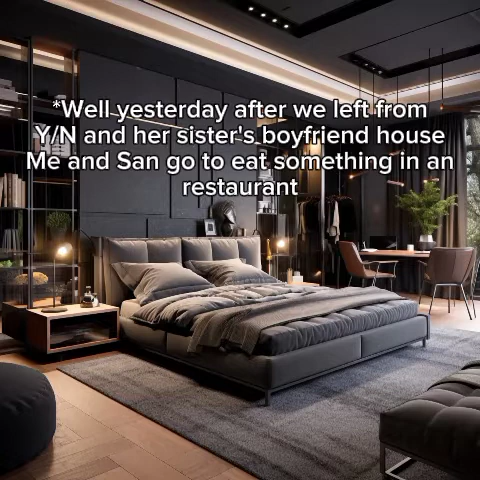 *Well yesterday after we left from
Y/N and her sister's boyfriend house
Me and San go to eat something in an
restaurant